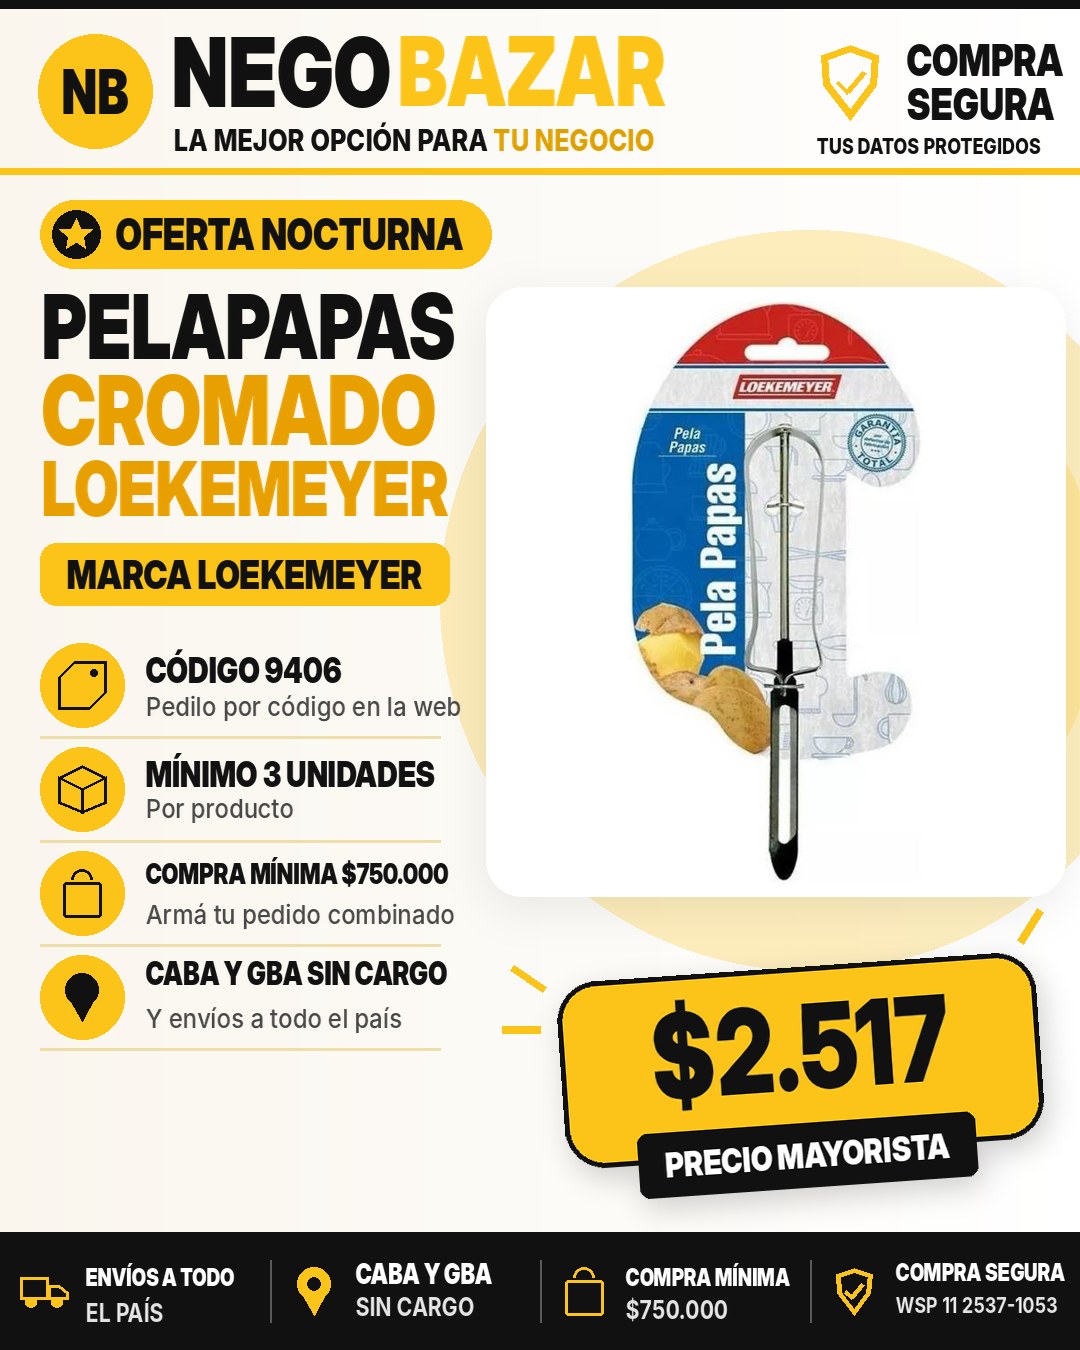 NB
NEGOBAZAR
LA MEJOR OPCIÓN PARA TU NEGOCIO
COMPRA
SEGURA
TUS DATOS PROTEGIDOS
OFERTA NOCTURNA
PELAPAPAS
CROMADO
LOEKEMEYER
MARCA LOEKEMEYER
CÓDIGO 9406
Pedilo por código en la web
MÍNIMO 3 UNIDADES
Por producto
COMPRA MÍNIMA $750.000
Armá tu pedido combinado
CABA Y GBA SIN CARGO
Y envíos a todo el país
LOEKEMEYER
Pela
Papas
Pela Papas
GARANTIA
TOTAL
$2.517
PRECIO MAYORISTA
ENVÍOS A TODO
EL PAÍS
CABA Y GBA
SIN CARGO
COMPRA MÍNIMA
$750.000
COMPRA SEGURA
WSP 11 2537-1053